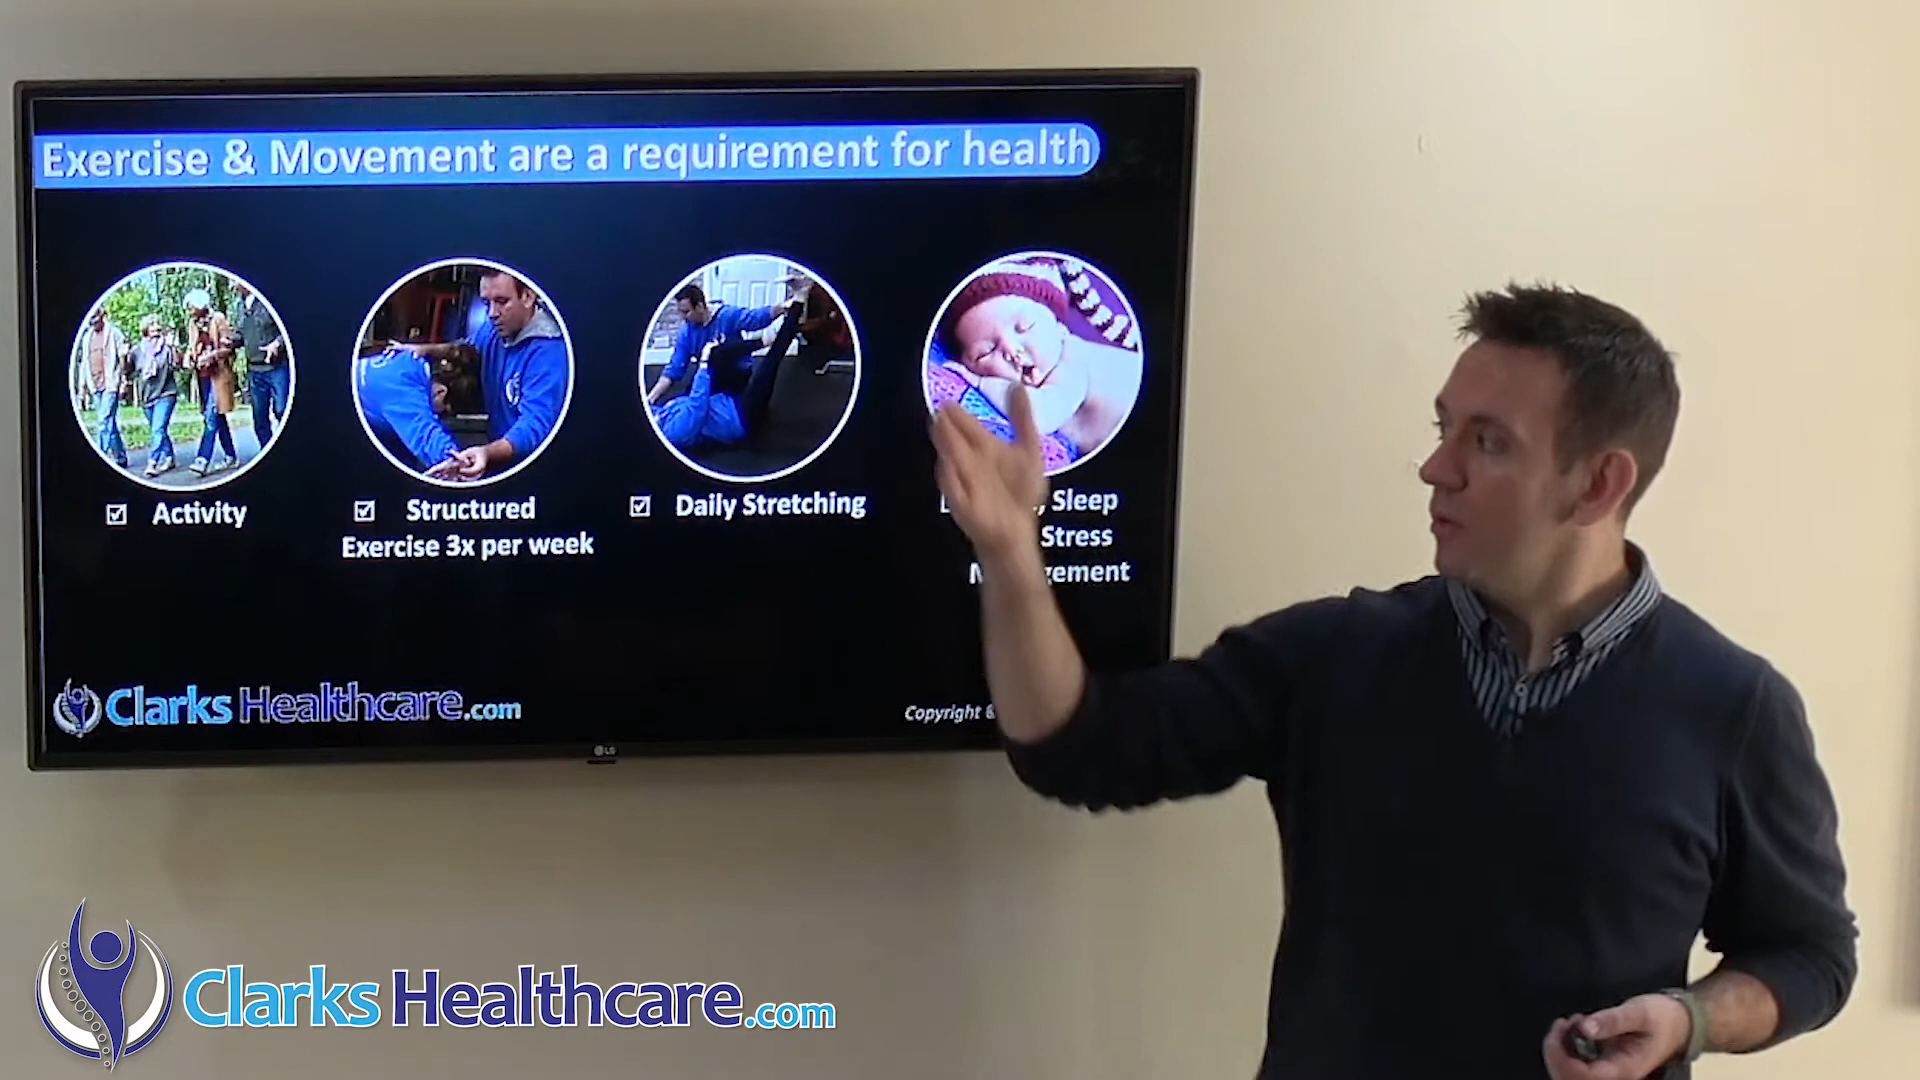 Exercise & Movement are a requirement for health
Activity
Structured
Exercise 3x per week
Daily Stretching
Sleep
Stress
Clarks Healthcare.com
Copyright ©
LG
Clarks Healthcare.com